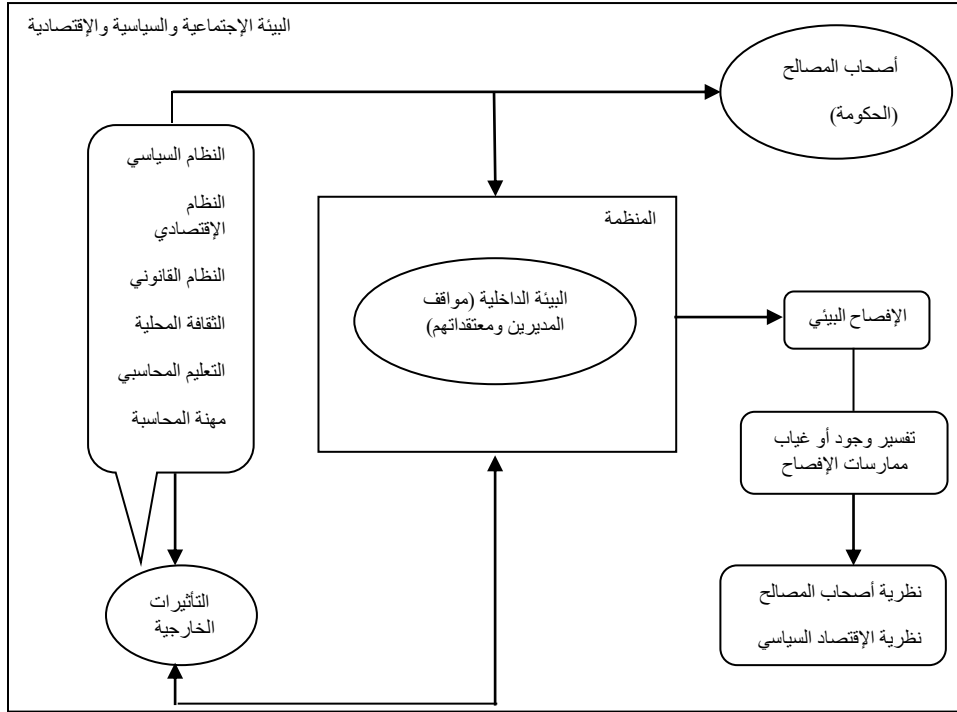 البيئة الإجتماعية والسياسية والإقتصادية
أصحاب المصالح
(الحكومة)
النظام السياسي
النظام
الإقتصادي
النظام القانوني
الثقافة المحلية
التعليم المحاسبي
مهنة المحاسبة
المنظمة
البيئة الداخلية (مواقف
المديرين ومعتقداتهم)
الإفصاح البيئي
تفسير وجود أو غياب
ممارسات الإفصاح
نظرية أصحاب المصالح
نظرية الإقتصاد السياسي
التأثيرات
الخارجية